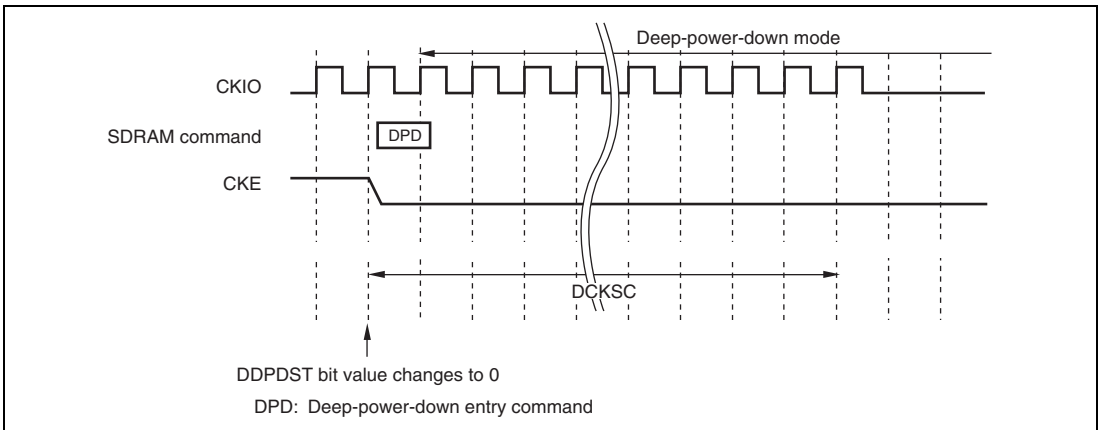 Deep-power-down mode
CKIO
SDRAM command
DPD
CKE
DCKSC
DDPDST bit value changes to 0
DPD: Deep-power-down entry command